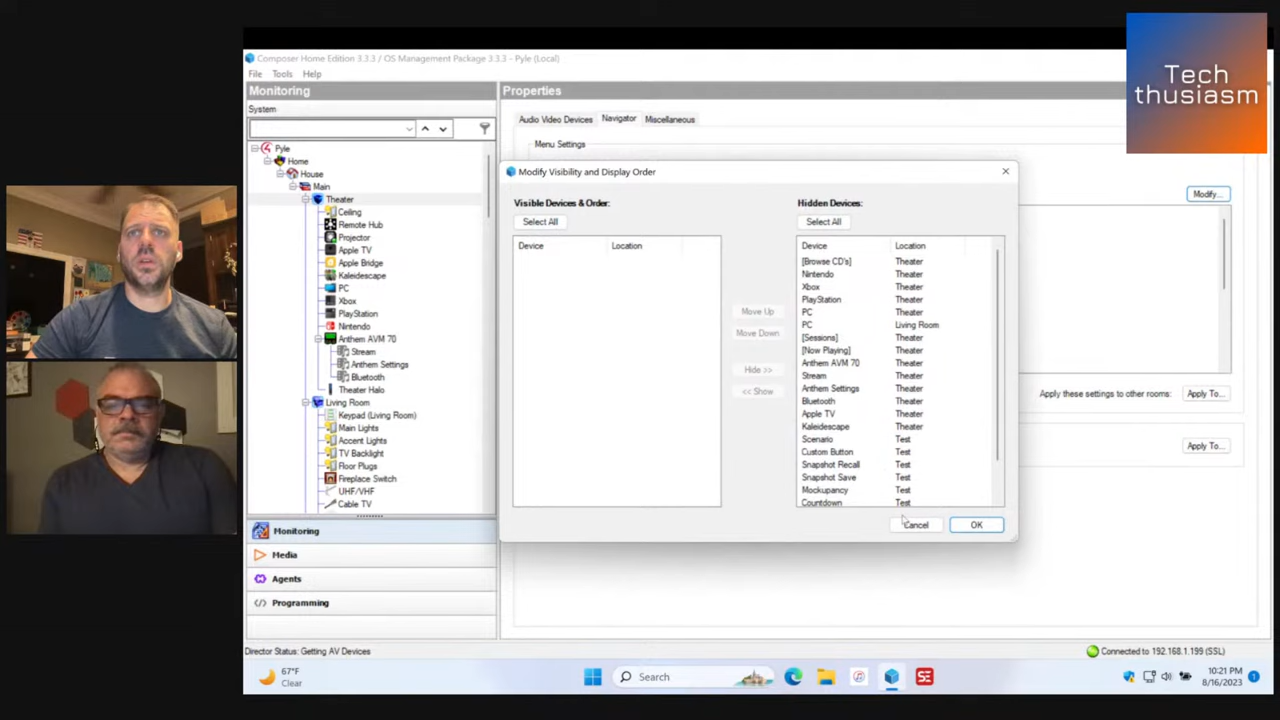 Tech
thusiasm
Composer Home Edition 3.3.3 / OS Management Package 3.3.3 - Pyle (Local)
File Tools Help
Monitoring
System
Pyle
Home
House
Main
Theater
Ceiling
Remote Hub
Projector
Apple TV
Apple Bridge
Kaleidescape
PC
Xbox
PlayStation
Nintendo
Anthem AVM 70
Stream
Anthem Settings
Bluetooth
Theater Halo
Living Room
Keypad (Living Room)
Main Lights
Accent Lights
TV Backlight
Floor Plugs
Fireplace Switch
UHF/VHF
Cable TV
Monitoring
Media
Agents
Programming
Properties
Audio Video Devices Navigator Miscellaneous
Menu Settings
Modify...
Apply these settings to other rooms: Apply To...
Apply To...
Modify Visibility and Display Order
Visible Devices & Order:
Select All
Device Location
Move Up
Move Down
Hide >>
<< Show
Hidden Devices:
Select All
Device Location
[Browse CD's] Theater
Nintendo Theater
Xbox Theater
PlayStation Theater
PC Theater
PC Living Room
[Sessions] Theater
[Now Playing] Theater
Anthem AVM 70 Theater
Stream Theater
Anthem Settings Theater
Bluetooth Theater
Apple TV Theater
Kaleidescape Theater
Scenario Test
Custom Button Test
Snapshot Recall Test
Snapshot Save Test
Mockupancy Test
Countdown Test
Cancel OK
Director Status: Getting AV Devices
Connected to 192.168.1.199 (SSL)
67°F
Clear
Search
SE
10:21 PM
8/16/2023
1